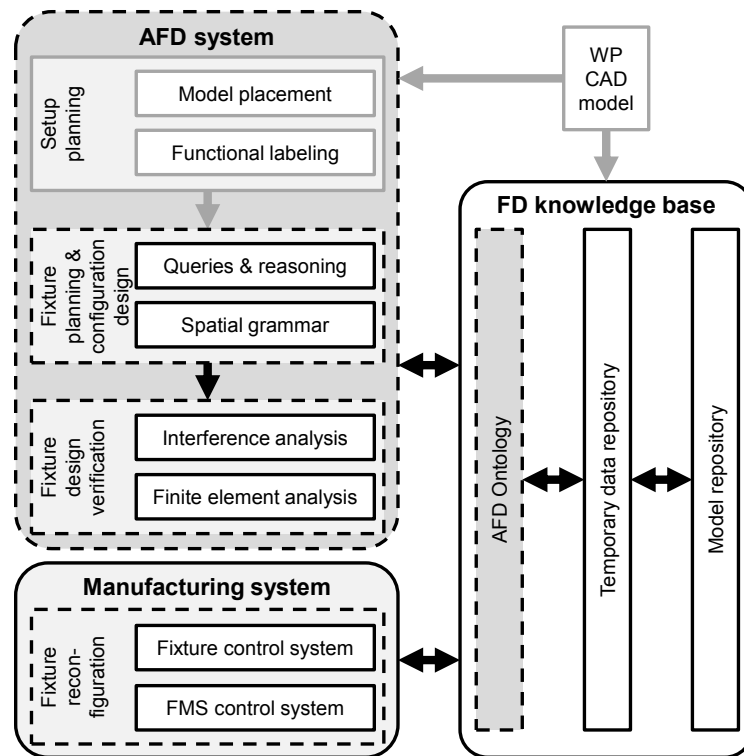 AFD system
Setup
planning
Model placement
Functional labeling
Fixture
planning &
configuration
design
Queries & reasoning
Spatial grammar
Fixture
design
verification
Interference analysis
Finite element analysis
Manufacturing system
Fixture
recon-
figuration
Fixture control system
FMS control system
WP
CAD
model
FD knowledge base
AFD Ontology
Temporary data repository
Model repository